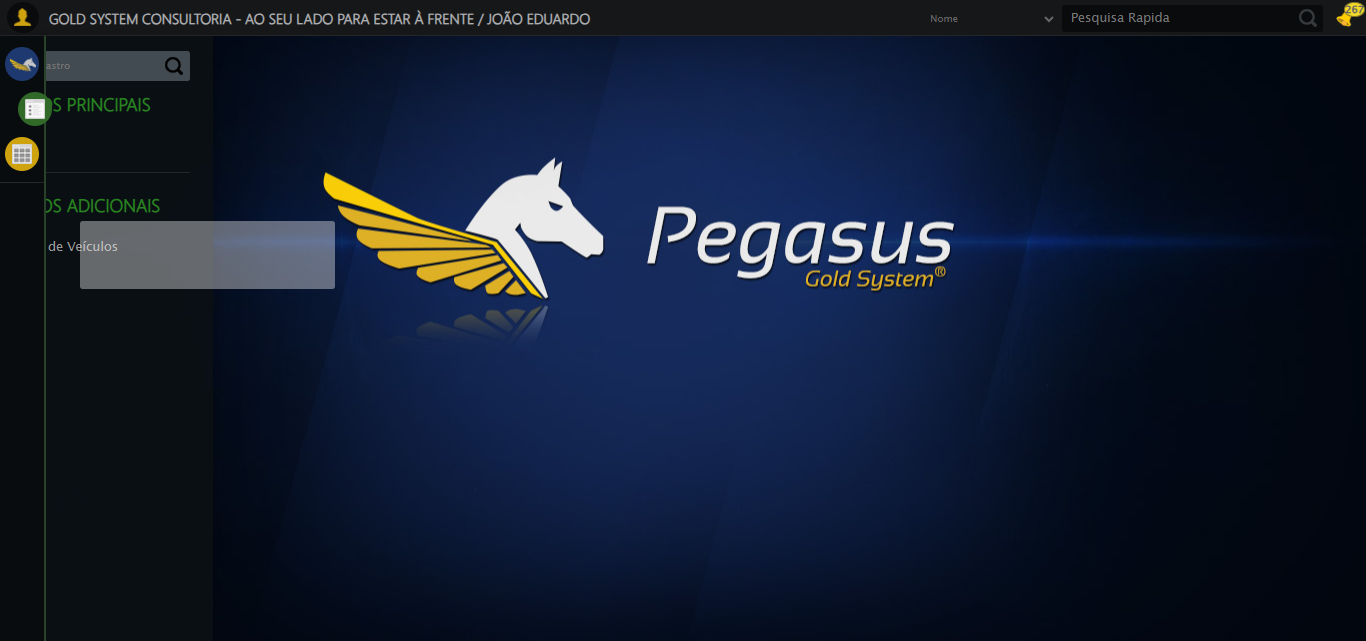 GOLD SYSTEM CONSULTORIA - AO SEU LADO PARA ESTAR À FRENTE / JOÃO EDUARDO
Nome
Pesquisa Rapida
267
astro
S PRINCIPAIS
OS ADICIONAIS
de Veículos
Pegasus
Gold System®